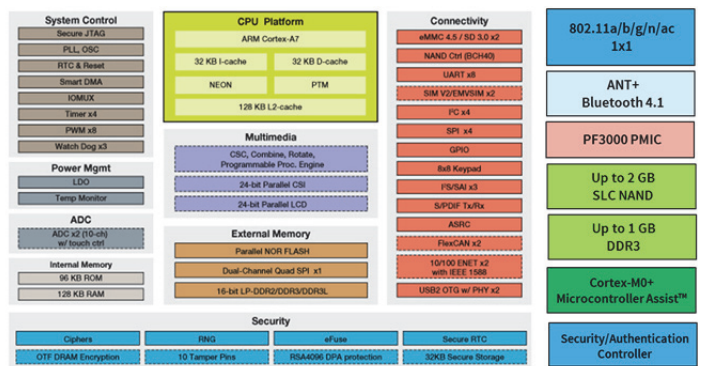 System Control
Secure JTAG
PLL, OSC
RTC & Reset
Smart DMA
IOMUX
Timer x4
PWM x8
Watch Dog x3
Power Mgmt
LDO
Temp Monitor
ADC
ADC x2 (10-ch)
w/ touch ctrl
Internal Memory
96 KB ROM
128 KB RAM
CPU Platform
ARM Cortex-A7
32 KB I-cache
32 KB D-cache
NEON
PTM
128 KB L2-cache
Multimedia
CSC, Combine, Rotate,
Programmable Proc. Engine
24-bit Parallel CSI
24-bit Parallel LCD
External Memory
Parallel NOR FLASH
Dual-Channel Quad SPI x1
16-bit LP-DDR2/DDR3/DDR3L
Connectivity
eMMC 4.5 / SD 3.0 x2
NAND Ctrl (BCH40)
UART x8
SIM V2/EMVSIM x2
I²C x4
SPI x4
GPIO
8x8 Keypad
I²S/SAI x3
S/PDIF Tx/Rx
ASRC
FlexCAN x2
10/100 ENET x2
with IEEE 1588
USB2 OTG w/ PHY x2
Security
Ciphers
RNG
eFuse
Secure RTC
OTF DRAM Encryption
10 Tamper Pins
RSA4096 DPA protection
32KB Secure Storage
802.11a/b/g/n/ac
1x1
ANT+
Bluetooth 4.1
PF3000 PMIC
Up to 2 GB
SLC NAND
Up to 1 GB
DDR3
Cortex-M0+
Microcontroller Assist™
Security/Authentication
Controller